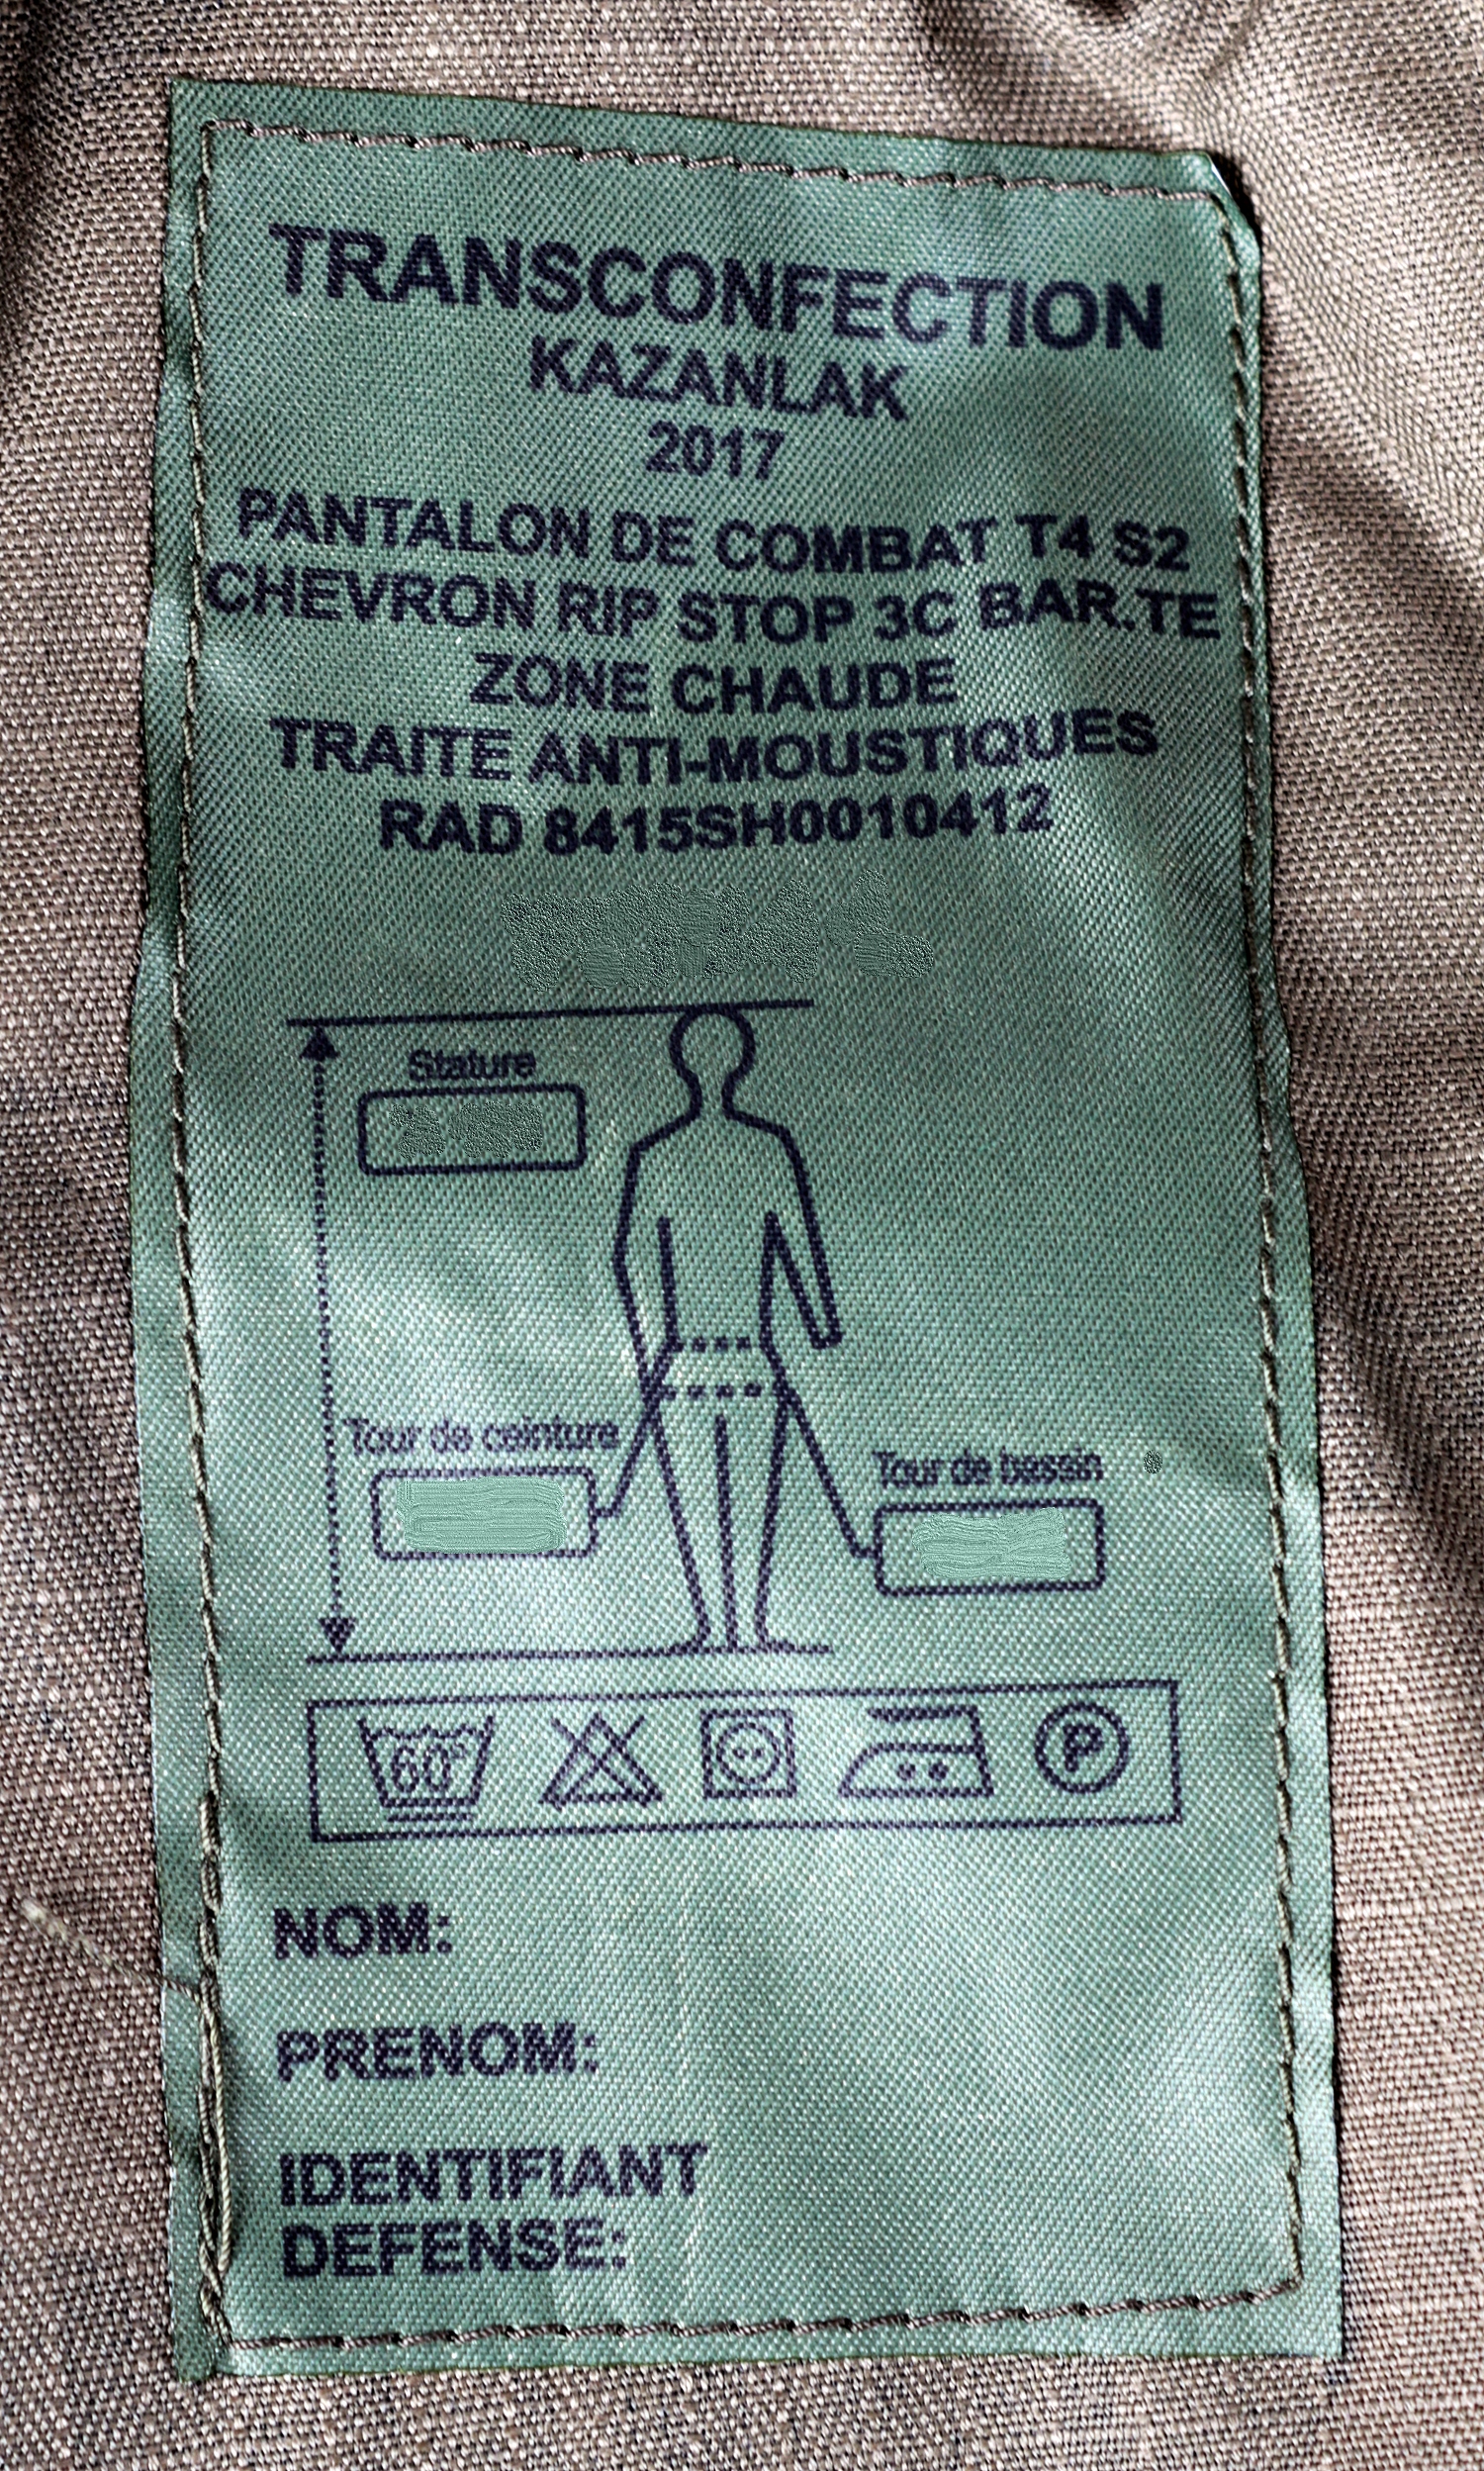 TRANSCONFECTION
KAZANLAK
2017
PANTALON DE COMBAT T4 S2
CHEVRON RIP STOP 3C BAR.TE
ZONE CHAUDE
TRAITE ANTI-MOUSTIQUES
RAD 8415SH0010412
Stature
Tour de ceinture
Tour de bassin
60°
P
NOM:
PRENOM:
IDENTIFIANT
DEFENSE: